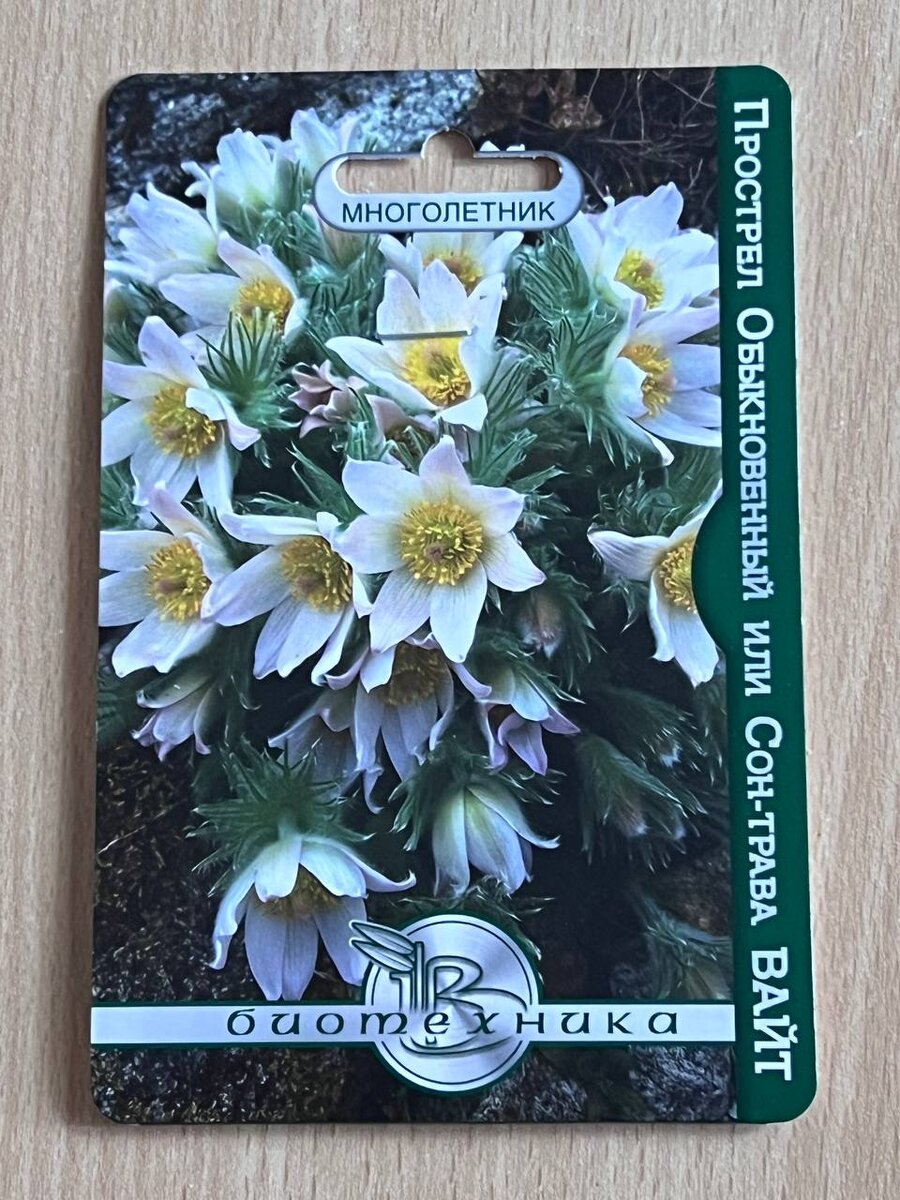 МНОГОЛЕТНИК
ПРОСТРЕЛ ОБЫКНОВЕННЫЙ ИЛИ СОН-ТРАВА ВАЙТ
биотехника